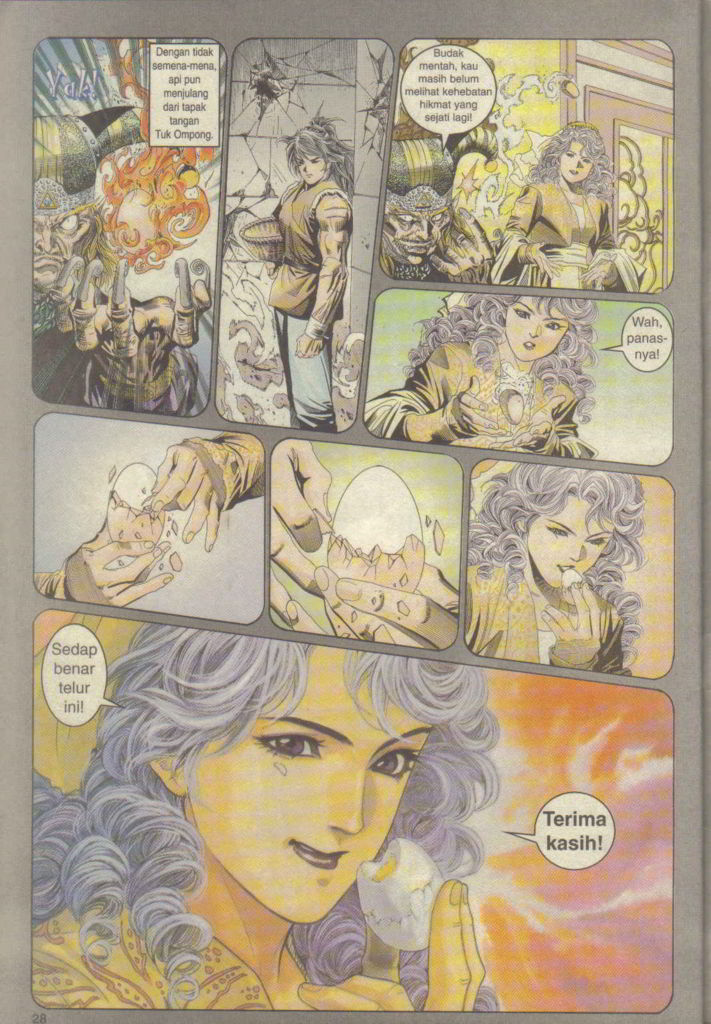 Yak!
Dengan tidak
semena-mena,
api pun
menjulang
dari tapak
tangan
Tuk Ompong.
Budak
mentah, kau
masih belum
melihat kehebatan
hikmat yang
sejati lagi!
Wah,
panas-
nya!
Sedap
benar
telur
ini!
Terima
kasih!
28